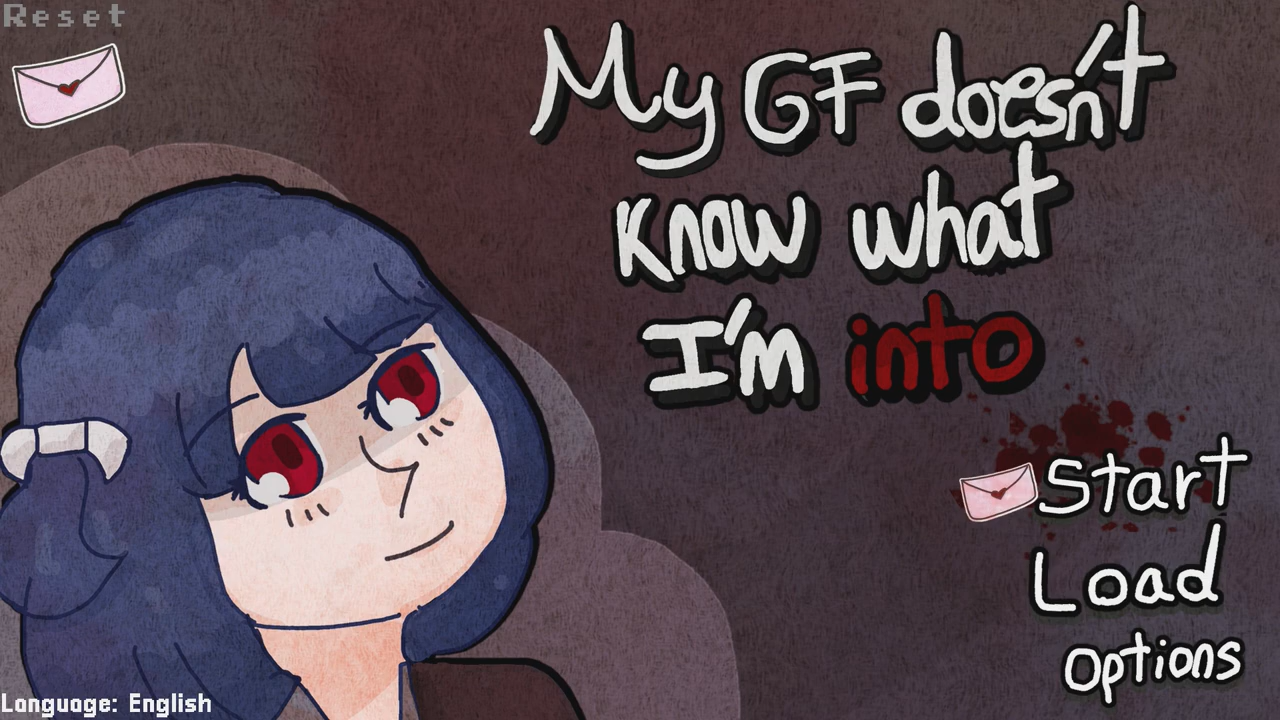 Reset
My GF doesn't
know what
I'm into
Start
Load
Options
Language: English